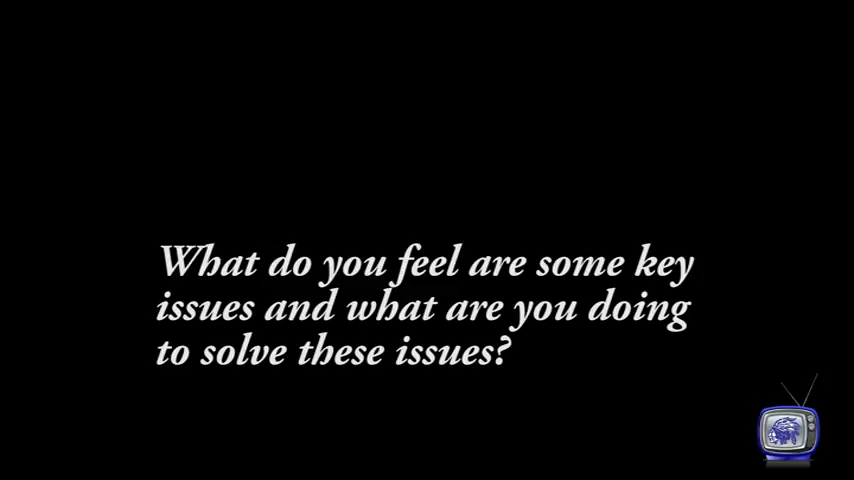 What do you feel are some key
issues and what are you doing
to solve these issues?